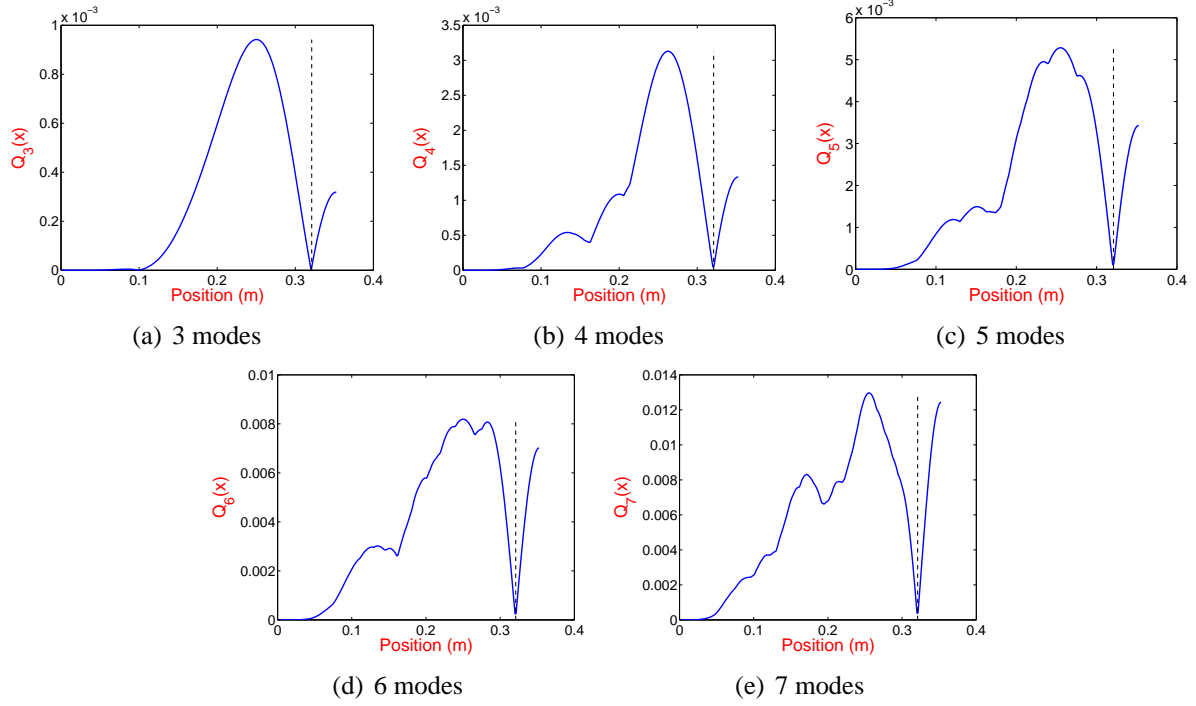 x 10⁻³
1
0.8
0.6
0.4
0.2
0
0 0.1 0.2 0.3 0.4
Q₃(x)
Position (m)
(a) 3 modes
x 10⁻³
3.5
3
2.5
2
1.5
1
0.5
0
0 0.1 0.2 0.3 0.4
Q₄(x)
Position (m)
(b) 4 modes
x 10⁻³
6
5
4
3
2
1
0
0 0.1 0.2 0.3 0.4
Q₅(x)
Position (m)
(c) 5 modes
0.01
0.008
0.006
0.004
0.002
0
0 0.1 0.2 0.3 0.4
Q₆(x)
Position (m)
(d) 6 modes
0.014
0.012
0.01
0.008
0.006
0.004
0.002
0
0 0.1 0.2 0.3 0.4
Q₇(x)
Position (m)
(e) 7 modes